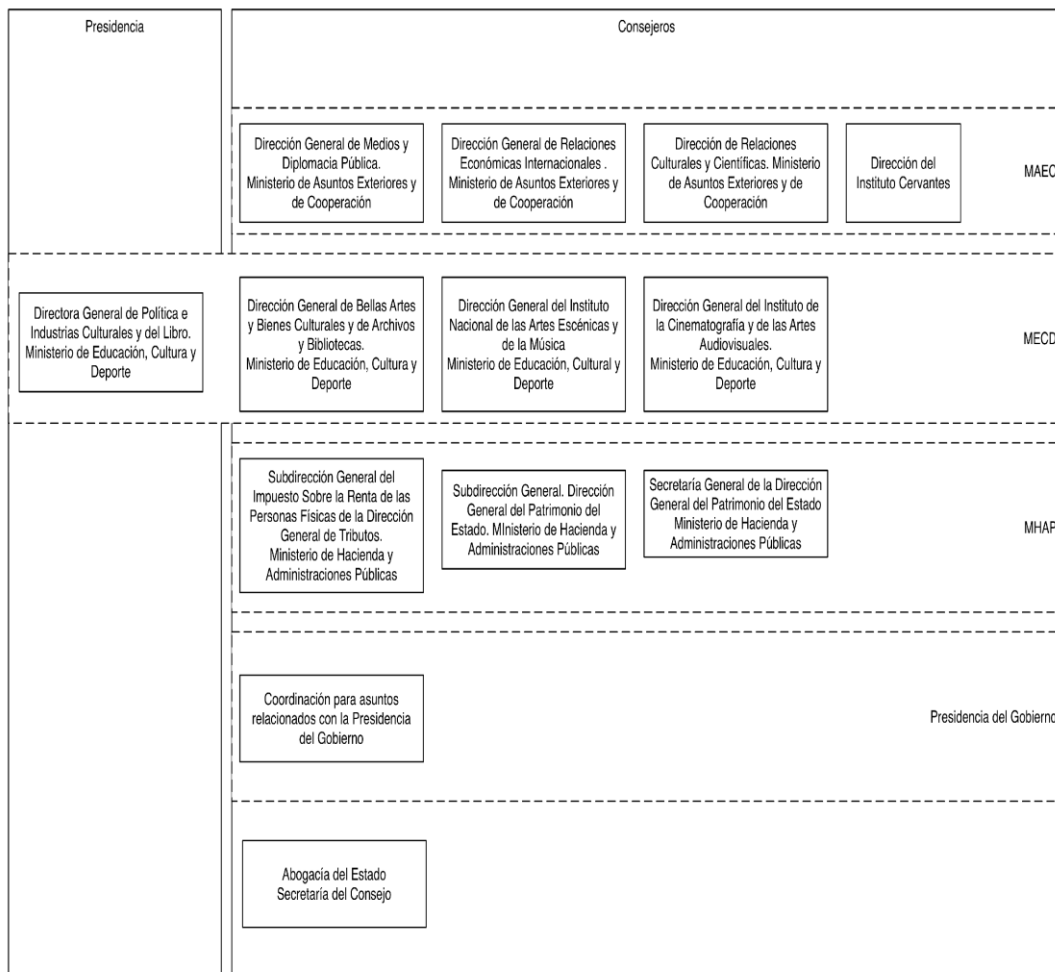 Presidencia
Consejeros
Dirección General de Medios y
Diplomacia Pública.
Ministerio de Asuntos Exteriores y
de Cooperación
Dirección General de Relaciones
Económicas Internacionales .
Ministerio de Asuntos Exteriores y
de Cooperación
Dirección de Relaciones
Culturales y Científicas. Ministerio
de Asuntos Exteriores y de
Cooperación
Dirección del
Instituto Cervantes
MAEC
Directora General de Política e
Industrias Culturales y del Libro.
Ministerio de Educación, Cultura y
Deporte
Dirección General de Bellas Artes
y Bienes Culturales y de Archivos
y Bibliotecas.
Ministerio de Educación, Cultura y
Deporte
Dirección General del Instituto
Nacional de las Artes Escénicas y
de la Música
Ministerio de Educación, Cultural y
Deporte
Dirección General del Instituto de
la Cinematografía y de las Artes
Audiovisuales.
Ministerio de Educación, Cultura y
Deporte
MECD
Subdirección General del
Impuesto Sobre la Renta de las
Personas Físicas de la Dirección
General de Tributos.
Ministerio de Hacienda y
Administraciones Públicas
Subdirección General. Dirección
General del Patrimonio del
Estado. MInisterio de Hacienda y
Administraciones Públicas
Secretaría General de la Dirección
General del Patrimonio del Estado
Ministerio de Hacienda y
Administraciones Públicas
MHAP
Coordinación para asuntos
relacionados con la Presidencia
del Gobierno
Presidencia del Gobierno
Abogacía del Estado
Secretaría del Consejo